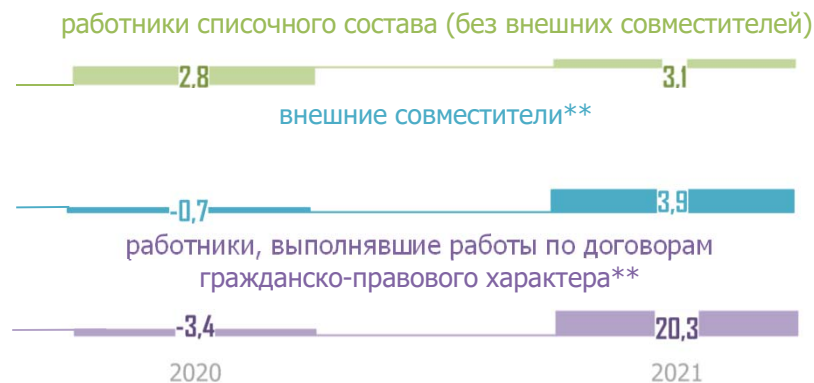 работники списочного состава (без внешних совместителей)
2,8 3,1
внешние совместители**
-0,7 3,9
работники, выполнявшие работы по договорам
гражданско-правового характера**
-3,4 20,3
2020 2021